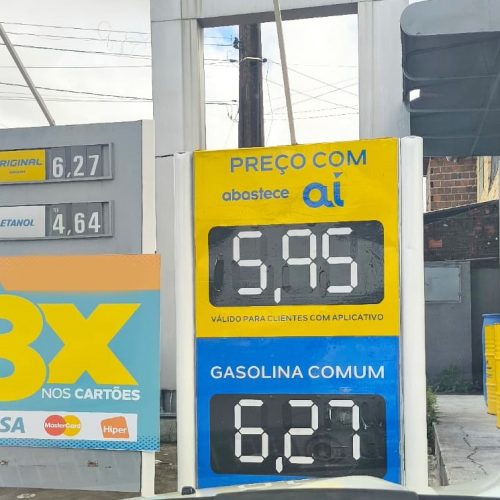 ORIGINAL 6,27
ETANOL 4,64
3X
NOS CARTÕES
VISA MasterCard Hiper
PREÇO COM
abastece aí
5,95
VÁLIDO PARA CLIENTES COM APLICATIVO
GASOLINA COMUM
6,27